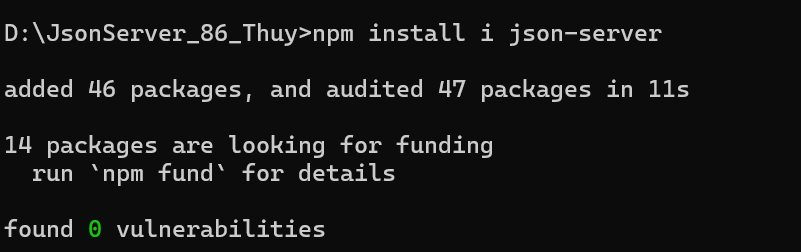 D:\JsonServer_86_Thuy>npm install i json-server
added 46 packages, and audited 47 packages in 11s
14 packages are looking for funding
  run `npm fund` for details
found 0 vulnerabilities